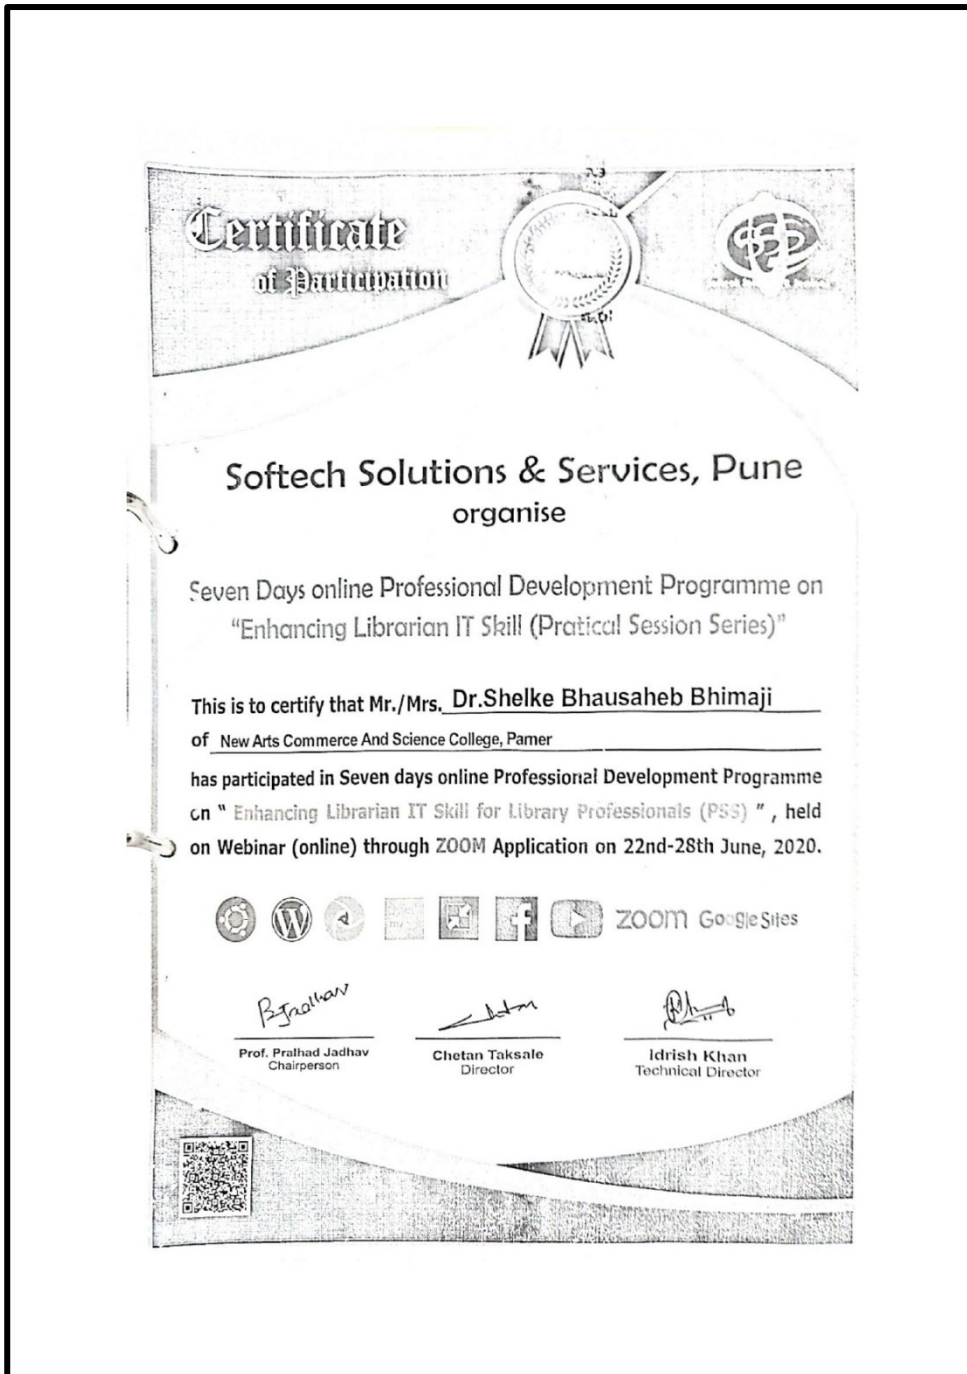 Certificate
of Participation
Softech Solutions & Services, Pune
organise
Seven Days online Professional Development Programme on
"Enhancing Librarian IT Skill (Pratical Session Series)"
This is to certify that Mr./Mrs. Dr.Shelke Bhausaheb Bhimaji
of New Arts Commerce And Science College, Parner
has participated in Seven days online Professional Development Programme
on " Enhancing Librarian IT Skill for Library Professionals (PSS) ", held
on Webinar (online) through ZOOM Application on 22nd-28th June, 2020.
zoom Google Sites
BJadhav
Prof. Pralhad Jadhav
Chairperson
Chetan Taksale
Director
Idrish Khan
Technical Director